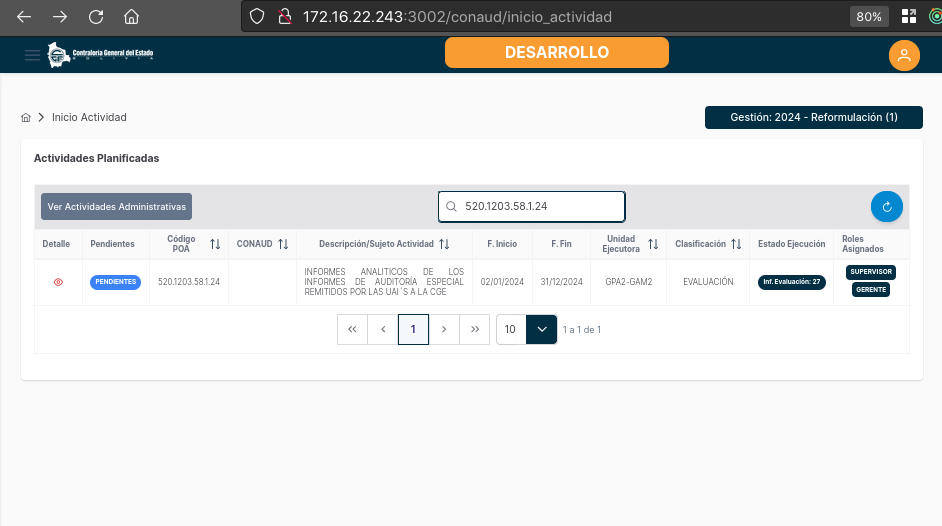 172.16.22.243:3002/conaud/inicio_actividad
80%
Contraloría General del Estado
BOLIVIA
DESARROLLO
Inicio Actividad
Gestión: 2024 - Reformulación (1)
Actividades Planificadas
Ver Actividades Administrativas
520.1203.58.1.24
Detalle
Pendientes
Código
POA
CONAUD
Descripción/Sujeto Actividad
F. Inicio
F. Fin
Unidad
Ejecutora
Clasificación
Estado Ejecución
Roles
Asignados
PENDIENTES
520.1203.58.1.24
INFORMES ANALITICOS DE LOS
INFORMES DE AUDITORÍA ESPECIAL
REMITIDOS POR LAS UAI´S A LA CGE
02/01/2024
31/12/2024
GPA2-GAM2
EVALUACIÓN
Inf. Evaluación: 27
SUPERVISOR
GERENTE
1
10
1 a 1 de 1